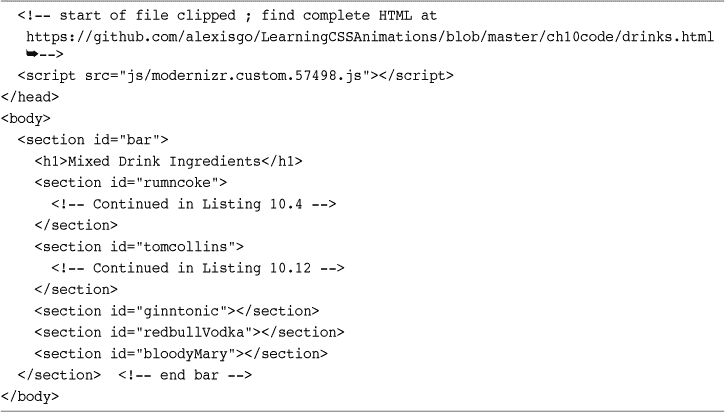 <!-- start of file clipped ; find complete HTML at
https://github.com/alexisgo/LearningCSSAnimations/blob/master/ch10code/drinks.html
➥-->
<script src="js/modernizr.custom.57498.js"></script>
</head>
<body>
<section id="bar">
<h1>Mixed Drink Ingredients</h1>
<section id="rumncoke">
<!-- Continued in Listing 10.4 -->
</section>
<section id="tomcollins">
<!-- Continued in Listing 10.12 -->
</section>
<section id="ginntonic"></section>
<section id="redbullVodka"></section>
<section id="bloodyMary"></section>
</section>  <!-- end bar -->
</body>